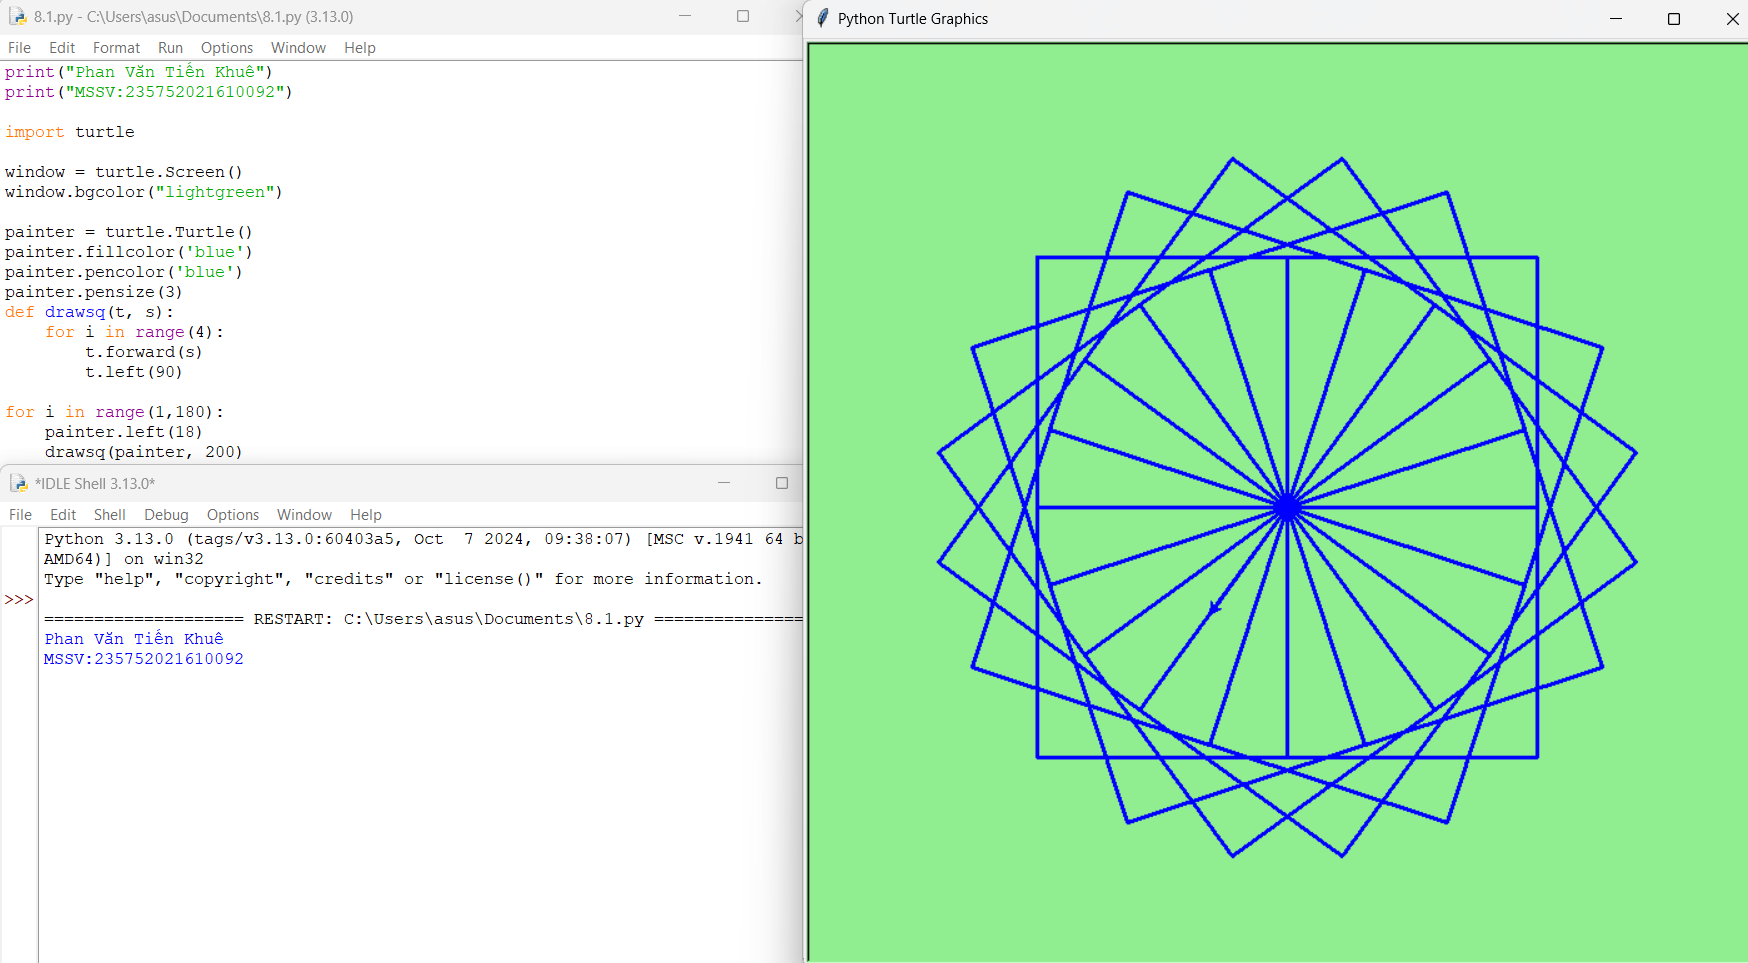 8.1.py - C:\Users\asus\Documents\8.1.py (3.13.0)
File Edit Format Run Options Window Help
print("Phan Văn Tiến Khuê")
print("MSSV:235752021610092")
import turtle
window = turtle.Screen()
window.bgcolor("lightgreen")
painter = turtle.Turtle()
painter.fillcolor('blue')
painter.pencolor('blue')
painter.pensize(3)
def drawsq(t, s):
    for i in range(4):
        t.forward(s)
        t.left(90)
for i in range(1,180):
    painter.left(18)
    drawsq(painter, 200)
*IDLE Shell 3.13.0*
File Edit Shell Debug Options Window Help
Python 3.13.0 (tags/v3.13.0:60403a5, Oct  7 2024, 09:38:07) [MSC v.1941 64 b
AMD64)] on win32
Type "help", "copyright", "credits" or "license()" for more information.
>>>
==================== RESTART: C:\Users\asus\Documents\8.1.py ===============
Phan Văn Tiến Khuê
MSSV:235752021610092
Python Turtle Graphics